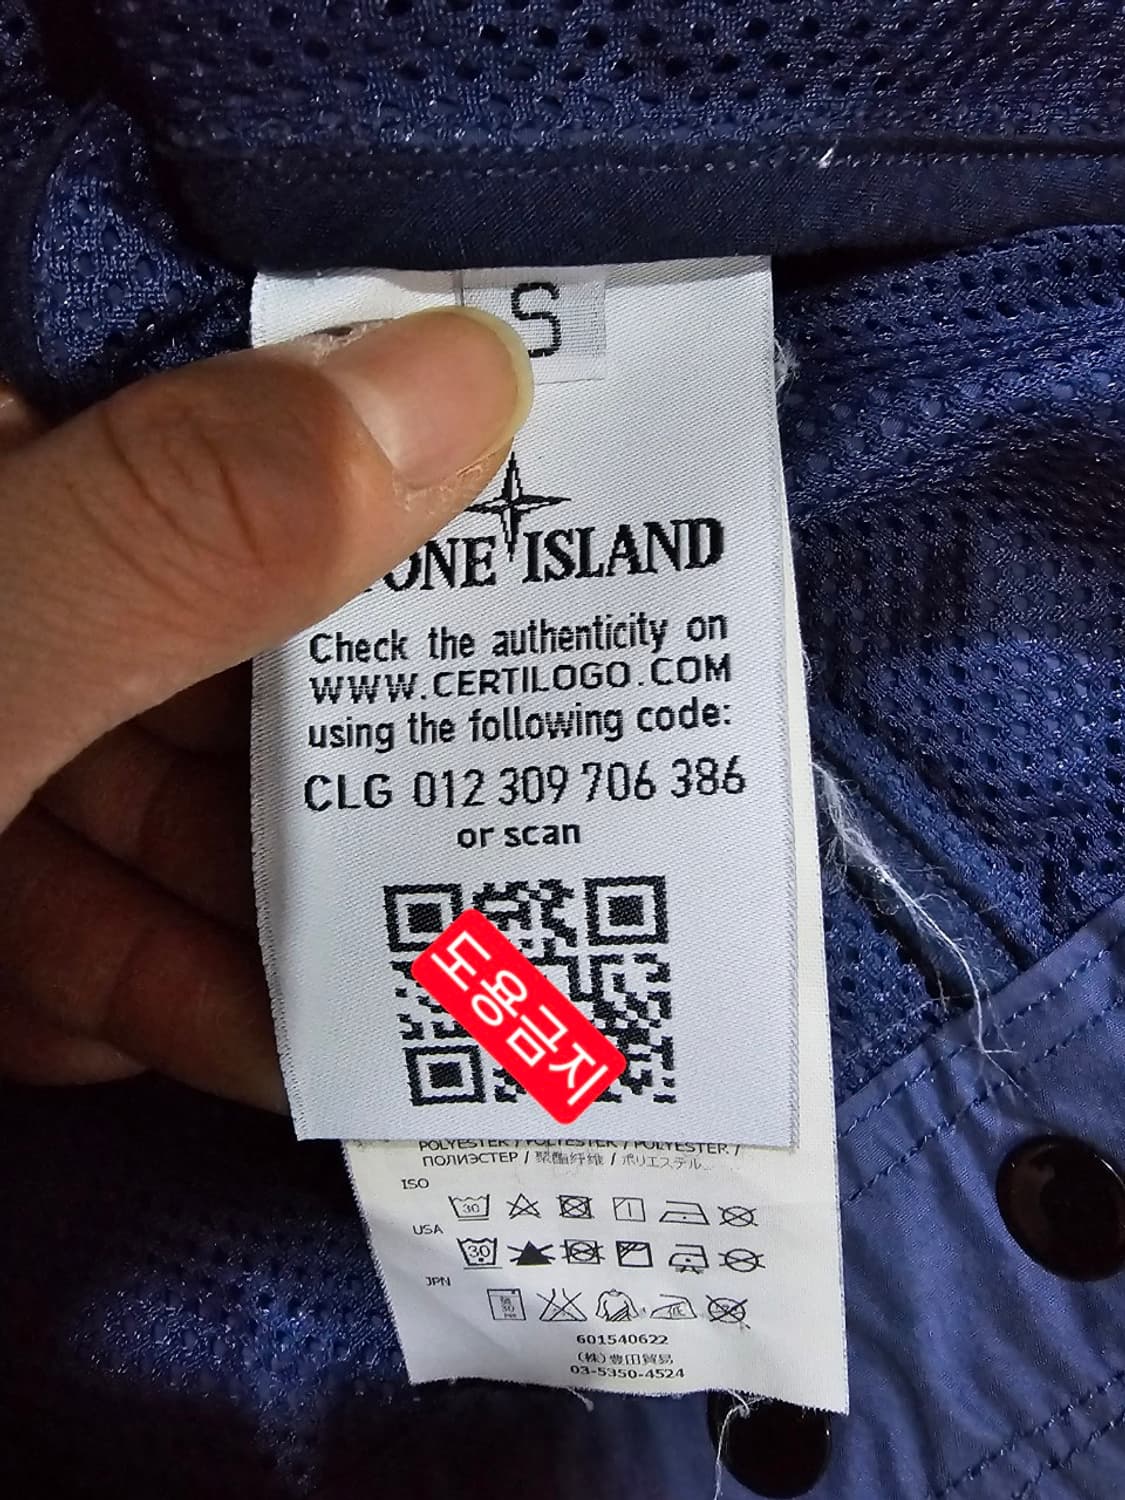 S
ONE ISLAND
Check the authenticity on
WWW.CERTILOGO.COM
using the following code:
CLG 012 309 706 386
or scan
도용금지
POLYESTER / POLYESTER / POLYESTER /
ПОЛИЭСТЕР / 聚酯纤维 / ポリエステル
ISO
30
USA
30
JPN
601540622
(株)豊田貿易
03-5350-4524